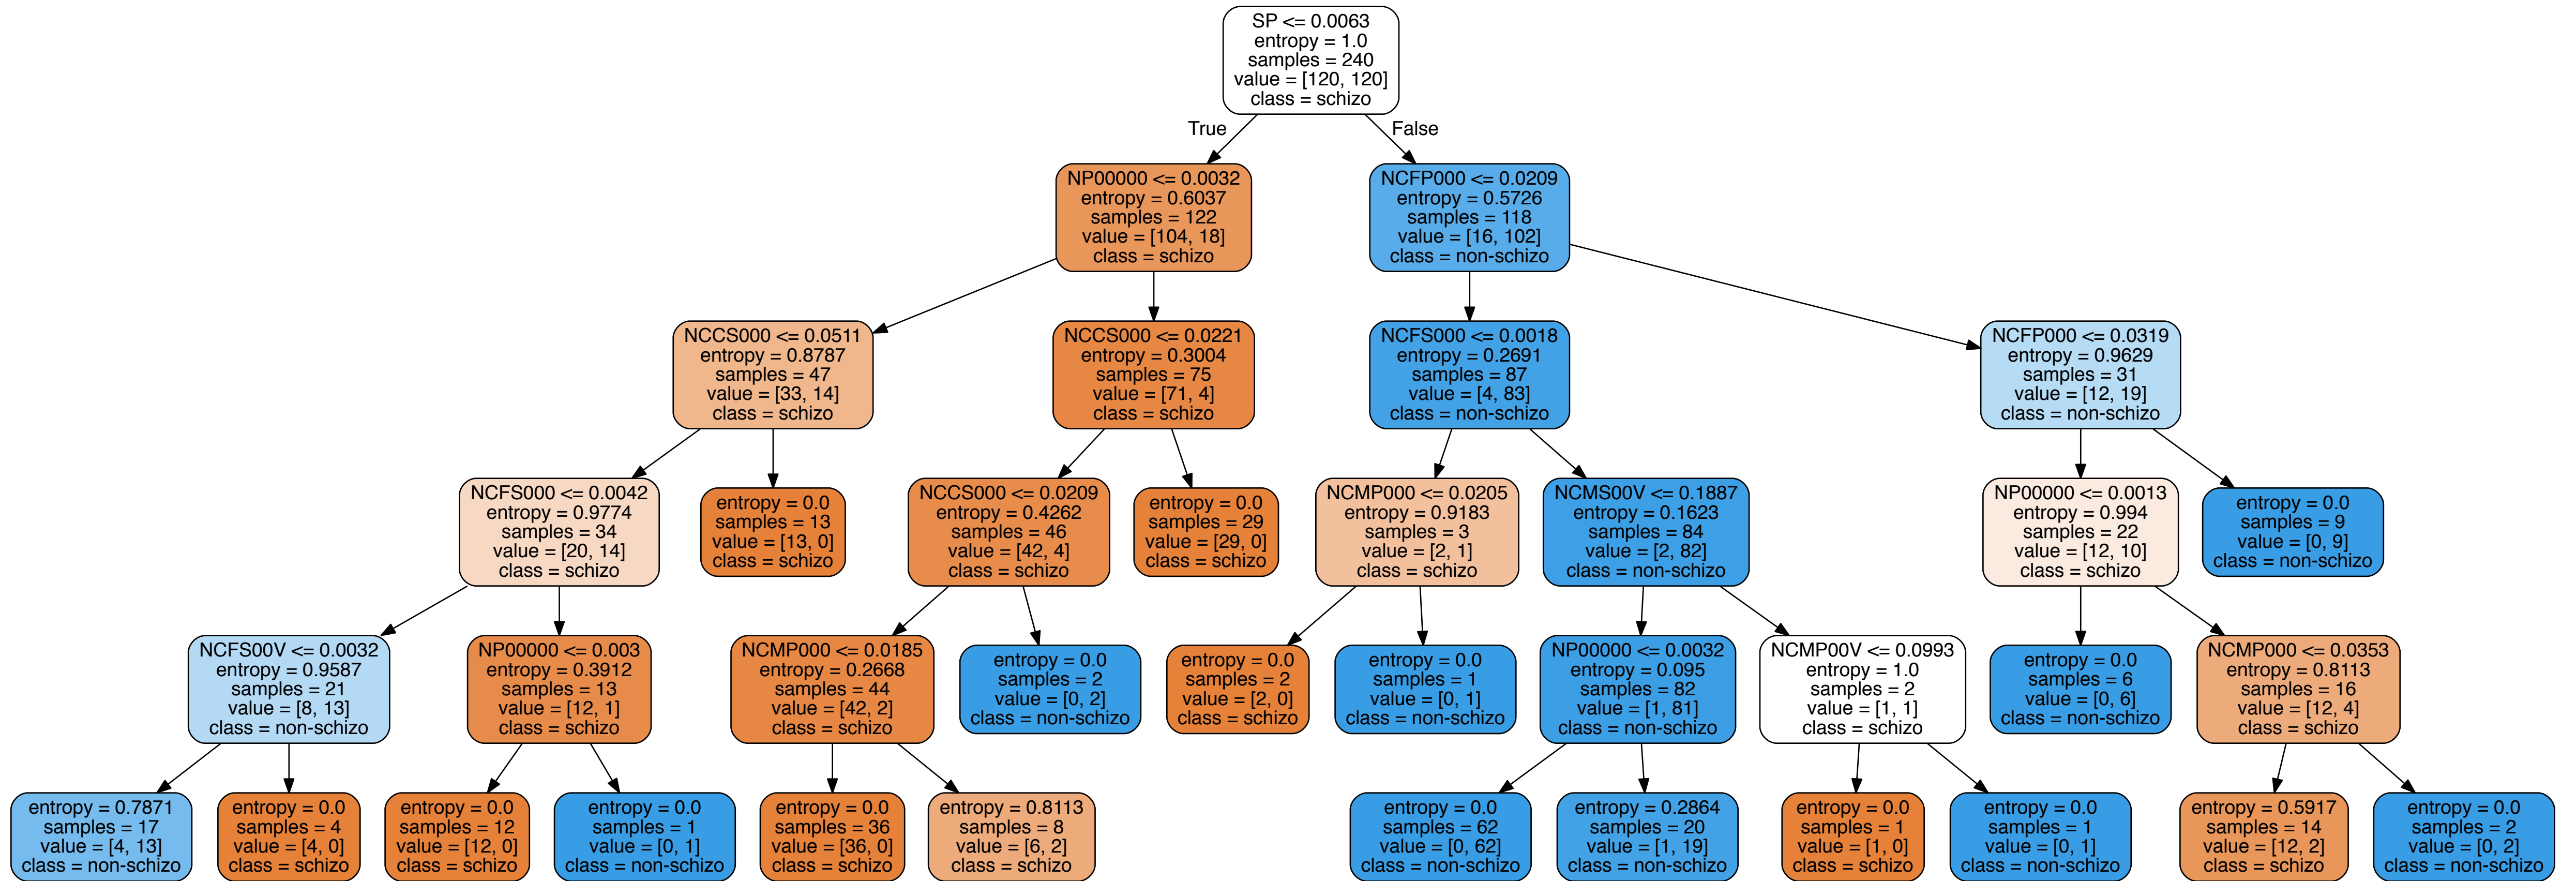 SP <= 0.0063
entropy = 1.0
samples = 240
value = [120, 120]
class = schizo
True
False
NP00000 <= 0.0032
entropy = 0.6037
samples = 122
value = [104, 18]
class = schizo
NCFP000 <= 0.0209
entropy = 0.5726
samples = 118
value = [16, 102]
class = non-schizo
NCCS000 <= 0.0511
entropy = 0.8787
samples = 47
value = [33, 14]
class = schizo
NCCS000 <= 0.0221
entropy = 0.3004
samples = 75
value = [71, 4]
class = schizo
NCFS000 <= 0.0018
entropy = 0.2691
samples = 87
value = [4, 83]
class = non-schizo
NCFP000 <= 0.0319
entropy = 0.9629
samples = 31
value = [12, 19]
class = non-schizo
NCFS000 <= 0.0042
entropy = 0.9774
samples = 34
value = [20, 14]
class = schizo
entropy = 0.0
samples = 13
value = [13, 0]
class = schizo
NCCS000 <= 0.0209
entropy = 0.4262
samples = 46
value = [42, 4]
class = schizo
entropy = 0.0
samples = 29
value = [29, 0]
class = schizo
NCMP000 <= 0.0205
entropy = 0.9183
samples = 3
value = [2, 1]
class = schizo
NCMS00V <= 0.1887
entropy = 0.1623
samples = 84
value = [2, 82]
class = non-schizo
NP00000 <= 0.0013
entropy = 0.994
samples = 22
value = [12, 10]
class = schizo
entropy = 0.0
samples = 9
value = [0, 9]
class = non-schizo
NCFS00V <= 0.0032
entropy = 0.9587
samples = 21
value = [8, 13]
class = non-schizo
NP00000 <= 0.003
entropy = 0.3912
samples = 13
value = [12, 1]
class = schizo
NCMP000 <= 0.0185
entropy = 0.2668
samples = 44
value = [42, 2]
class = schizo
entropy = 0.0
samples = 2
value = [0, 2]
class = non-schizo
entropy = 0.0
samples = 2
value = [2, 0]
class = schizo
entropy = 0.0
samples = 1
value = [0, 1]
class = non-schizo
NP00000 <= 0.0032
entropy = 0.095
samples = 82
value = [1, 81]
class = non-schizo
NCMP00V <= 0.0993
entropy = 1.0
samples = 2
value = [1, 1]
class = schizo
entropy = 0.0
samples = 6
value = [0, 6]
class = non-schizo
NCMP000 <= 0.0353
entropy = 0.8113
samples = 16
value = [12, 4]
class = schizo
entropy = 0.7871
samples = 17
value = [4, 13]
class = non-schizo
entropy = 0.0
samples = 4
value = [4, 0]
class = schizo
entropy = 0.0
samples = 12
value = [12, 0]
class = schizo
entropy = 0.0
samples = 1
value = [0, 1]
class = non-schizo
entropy = 0.0
samples = 36
value = [36, 0]
class = schizo
entropy = 0.8113
samples = 8
value = [6, 2]
class = schizo
entropy = 0.0
samples = 62
value = [0, 62]
class = non-schizo
entropy = 0.2864
samples = 20
value = [1, 19]
class = non-schizo
entropy = 0.0
samples = 1
value = [1, 0]
class = schizo
entropy = 0.0
samples = 1
value = [0, 1]
class = non-schizo
entropy = 0.5917
samples = 14
value = [12, 2]
class = schizo
entropy = 0.0
samples = 2
value = [0, 2]
class = non-schizo